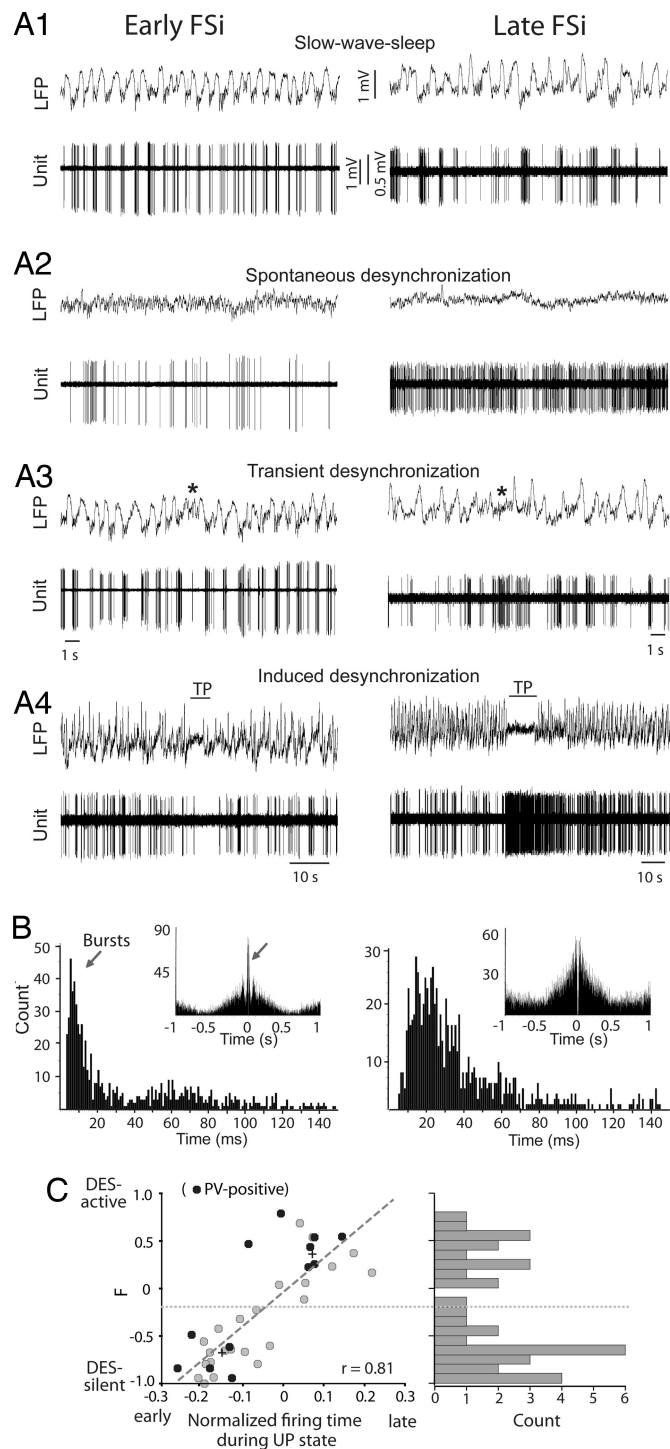 A1 Early FSi Late FSi
Slow-wave-sleep
LFP
1 mV
Unit
1 mV
0.5 mV
A2
Spontaneous desynchronization
LFP
Unit
A3
Transient desynchronization
*
*
LFP
Unit
1 s
1 s
Induced desynchronization
A4
TP
TP
LFP
Unit
10 s
10 s
B
50
40
30
20
10
Count
Bursts
90
45
-1 -0.5 0 0.5 1
Time (s)
20 40 60 80 100 120 140
Time (ms)
30
20
10
60
30
-1 -0.5 0 0.5 1
Time (s)
20 40 60 80 100 120 140
Time (ms)
C
DES-
active
( PV-positive)
1.0
0.5
0
-0.5
-1.0
F
DES-
silent
r = 0.81
-0.3 -0.2 -0.1 0 0.1 0.2 0.3
early
Normalized firing time
during UP state
late
0 1 2 3 4 5 6
Count